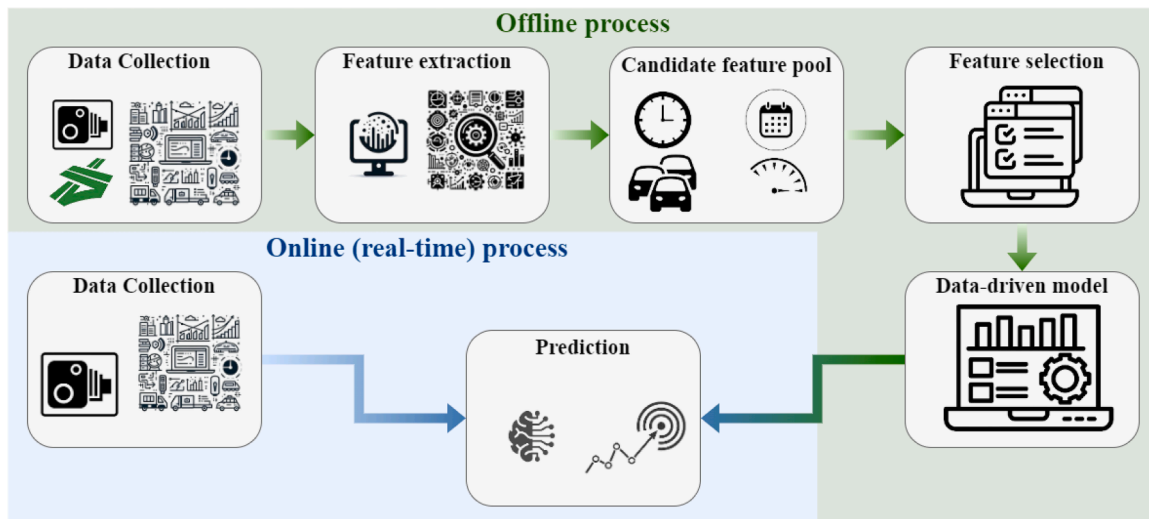 Offline process
Data Collection
Feature extraction
Candidate feature pool
Feature selection
Online (real-time) process
Data Collection
Data-driven model
Prediction